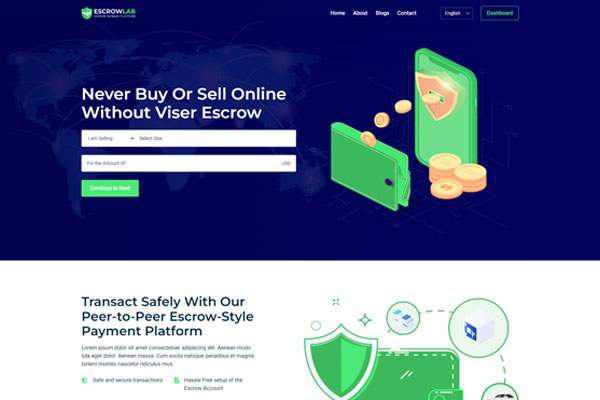 ESCROWLAB
Home About Blogs Contact English Dashboard
Never Buy Or Sell Online
Without Viser Escrow
I am Selling Select One
For the Amount Of USD
Continue to Next
Transact Safely With Our
Peer-to-Peer Escrow-Style
Payment Platform
Lorem ipsum dolor sit amet consectetuer adipiscing elit. Aenean modo
lula eget dolor. Aenean massa. Cum sociis natoque penatibus et magnis
turient montes nascetur ridiculus mus.
Safe and secure transactions Hassle Free setup of the
Escrow Account